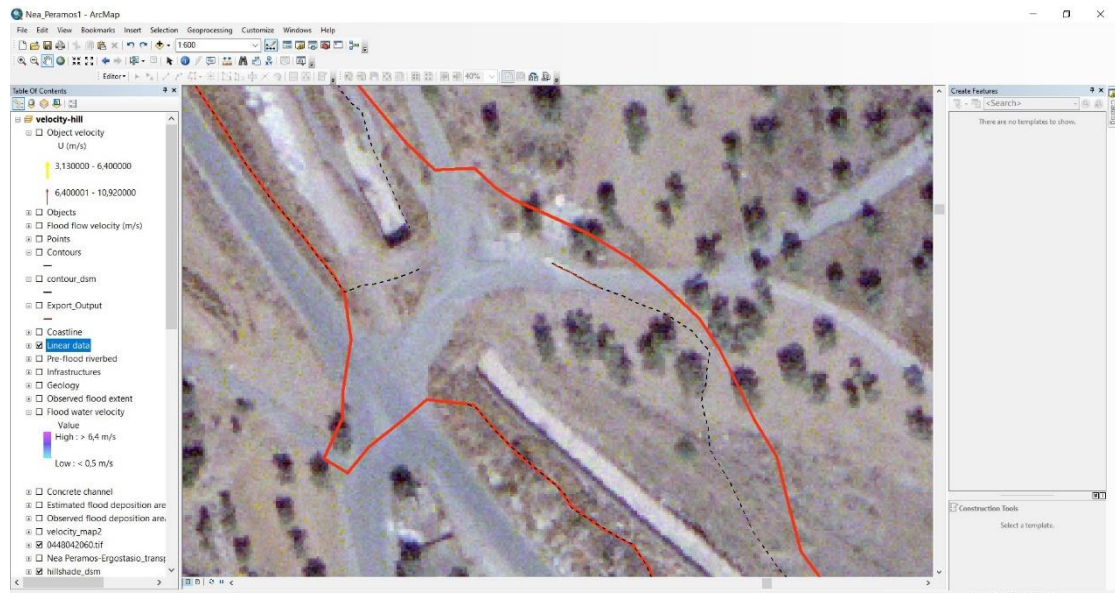 Nea_Peramos1 - ArcMap
File Edit View Bookmarks Insert Selection Geoprocessing Customize Windows Help
1:600
Editor
40%
Table Of Contents
Create Features
<Search>
There are no templates to show.
velocity-hill
Object velocity
U (m/s)
3,130000 - 6,400000
6,400001 - 10,920000
Objects
Flood flow velocity (m/s)
Points
Contours
contour_dsm
Export_Output
Coastline
Linear data
Pre-flood riverbed
Infrastructures
Geology
Observed flood extent
Flood water velocity
Value
High : > 6,4 m/s
Low : < 0,5 m/s
Concrete channel
Estimated flood deposition are
Observed flood deposition are
velocity_map2
0448042060.tif
Nea Peramos-Ergostasio_transp
hillshade_dsm
Construction Tools
Select a template.